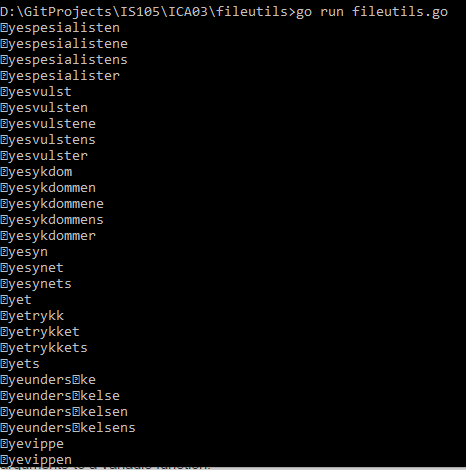 D:\GitProjects\IS105\ICA03\fileutils>go run fileutils.go
�yespesialisten
�yespesialistene
�yespesialistens
�yespesialister
�yesvulst
�yesvulsten
�yesvulstene
�yesvulstens
�yesvulster
�yesykdom
�yesykdommen
�yesykdommene
�yesykdommens
�yesykdommer
�yesyn
�yesynet
�yesynets
�yet
�yetrykk
�yetrykket
�yetrykkets
�yets
�yeunders�ke
�yeunders�kelse
�yeunders�kelsen
�yeunders�kelsens
�yevippe
�yevippen